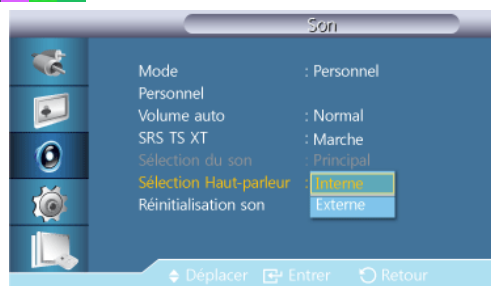 Son
Mode : Personnel
Personnel
Volume auto : Normal
SRS TS XT : Marche
Sélection du son : Principal
Sélection Haut-parleur : Interne
Externe
Réinitialisation son
Déplacer Entrer Retour